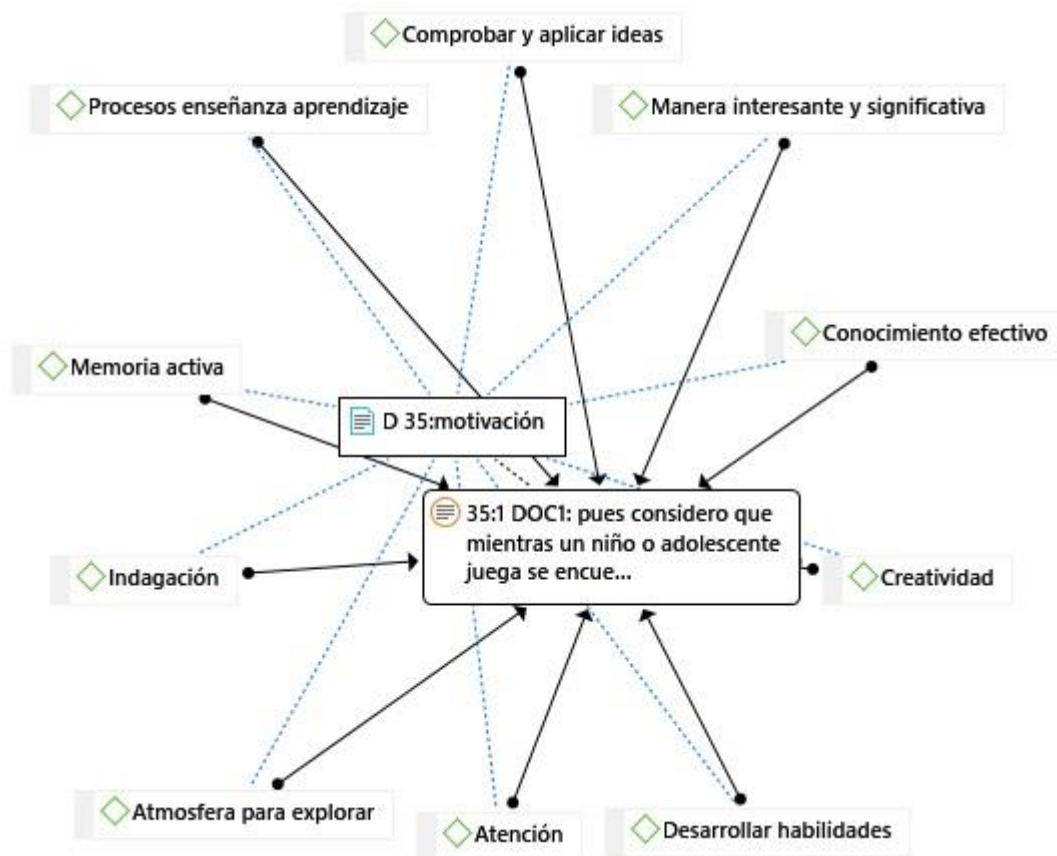 Comprobar y aplicar ideas
Procesos enseñanza aprendizaje
Manera interesante y significativa
Conocimiento efectivo
Memoria activa
D 35:motivación
35:1 DOC1: pues considero que
mientras un niño o adolescente
juega se encue...
Indagación
Creatividad
Atmosfera para explorar
Atención
Desarrollar habilidades